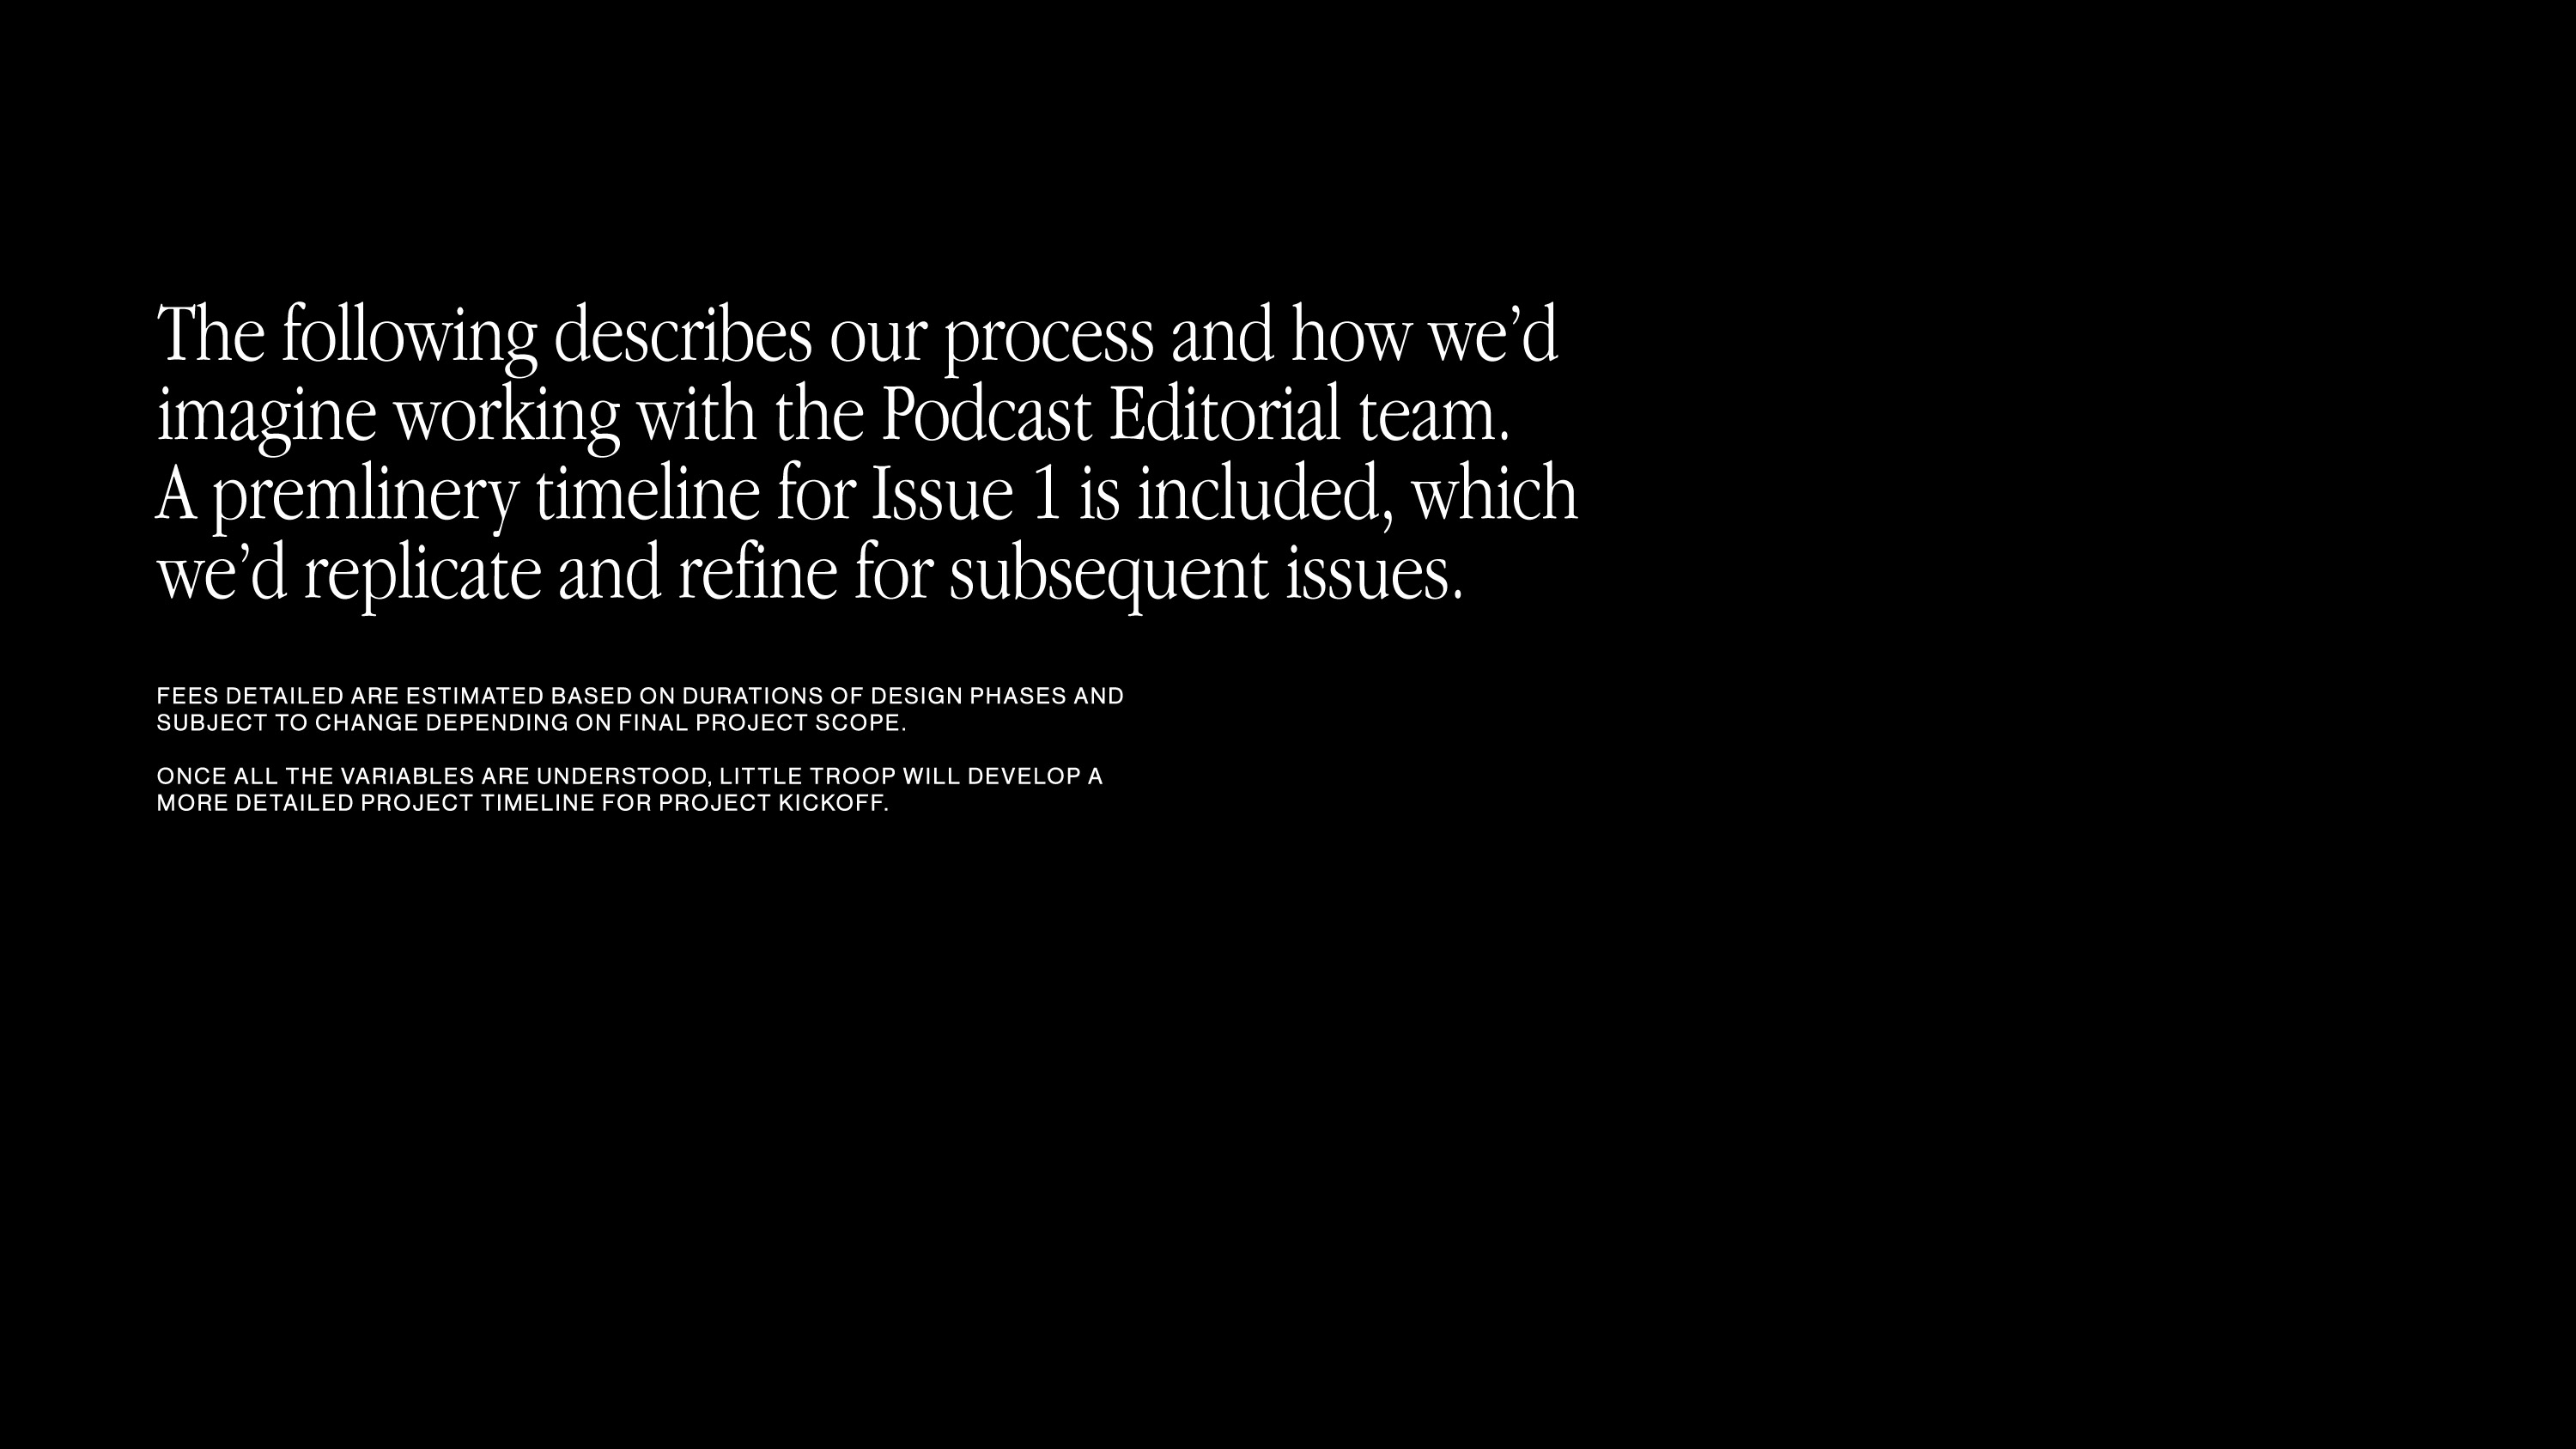 The following describes our process and how we’d
imagine working with the Podcast Editorial team.
A premlinery timeline for Issue 1 is included, which
we’d replicate and refine for subsequent issues.
FEES DETAILED ARE ESTIMATED BASED ON DURATIONS OF DESIGN PHASES AND
SUBJECT TO CHANGE DEPENDING ON FINAL PROJECT SCOPE.
ONCE ALL THE VARIABLES ARE UNDERSTOOD, LITTLE TROOP WILL DEVELOP A
MORE DETAILED PROJECT TIMELINE FOR PROJECT KICKOFF.